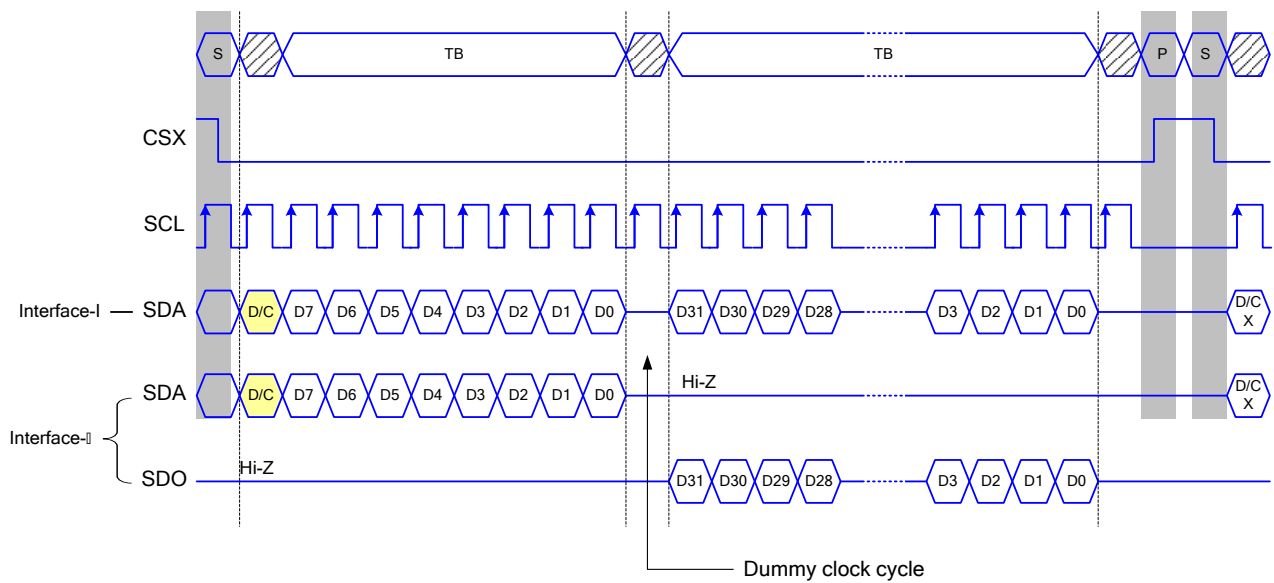 S TB TB P S
CSX
SCL
Interface-I SDA D/C D7 D6 D5 D4 D3 D2 D1 D0 D31 D30 D29 D28 D3 D2 D1 D0 D/C
X
SDA D/C D7 D6 D5 D4 D3 D2 D1 D0 Hi-Z D/C
X
Interface-
SDO Hi-Z D31 D30 D29 D28 D3 D2 D1 D0
Dummy clock cycle